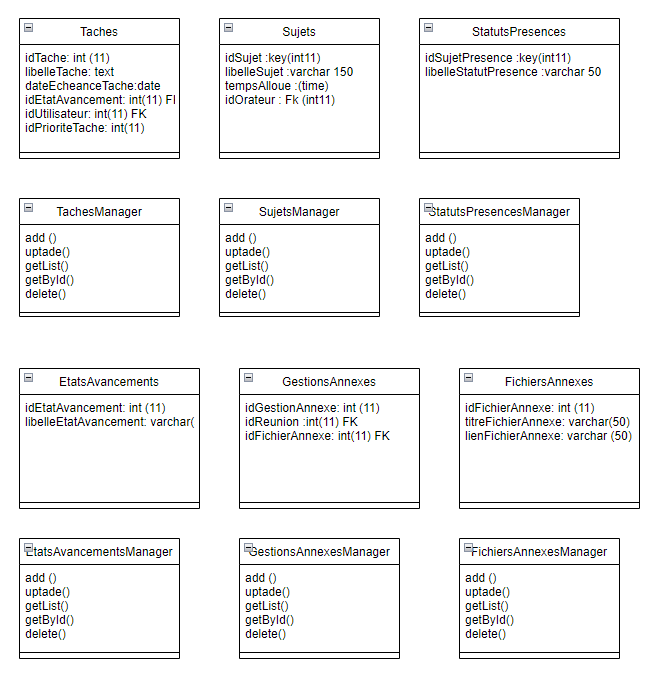 Taches
idTache: int (11)
libelleTache: text
dateEcheanceTache:date
idEtatAvancement: int(11) Fl
idUtilisateur: int(11) FK
idPrioriteTache: int(11)
Sujets
idSujet :key(int11)
libelleSujet :varchar 150
tempsAlloue :(time)
idOrateur : Fk (int11)
StatutsPresences
idSujetPresence :key(int11)
libelleStatutPresence :varchar 50
TachesManager
add ()
uptade()
getList()
getById()
delete()
SujetsManager
add ()
uptade()
getList()
getById()
delete()
StatutsPresencesManager
add ()
uptade()
getList()
getById()
delete()
EtatsAvancements
idEtatAvancement: int (11)
libelleEtatAvancement: varchar(
GestionsAnnexes
idGestionAnnexe: int (11)
idReunion :int(11) FK
idFichierAnnexe: int(11) FK
FichiersAnnexes
idFichierAnnexe: int (11)
titreFichierAnnexe: varchar(50)
lienFichierAnnexe: varchar (50)
EtatsAvancementsManager
add ()
uptade()
getList()
getById()
delete()
GestionsAnnexesManager
add ()
uptade()
getList()
getById()
delete()
FichiersAnnexesManager
add ()
uptade()
getList()
getById()
delete()